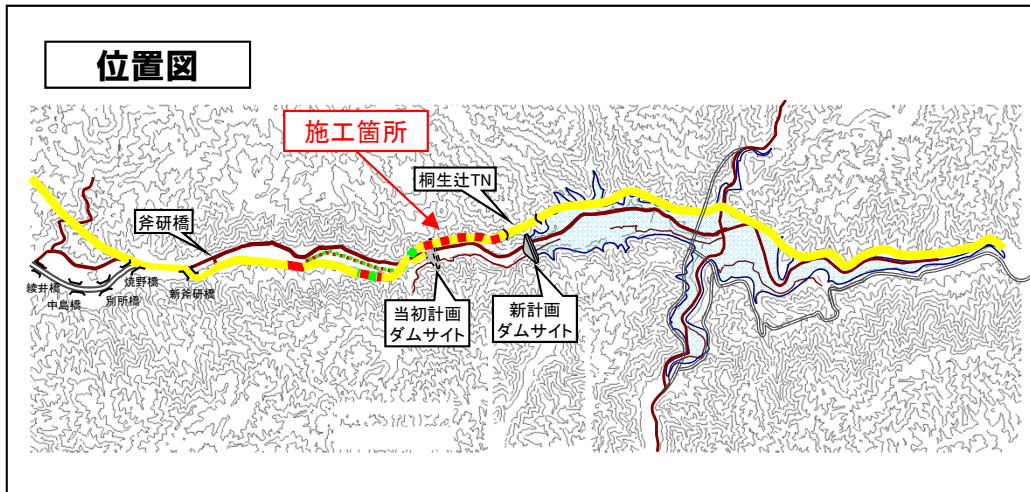 位置図
施工箇所
桐生辻TN
斧研橋
綾井橋
中島橋
別所橋
焼野橋
新斧研橋
当初計画
ダムサイト
新計画
ダムサイト